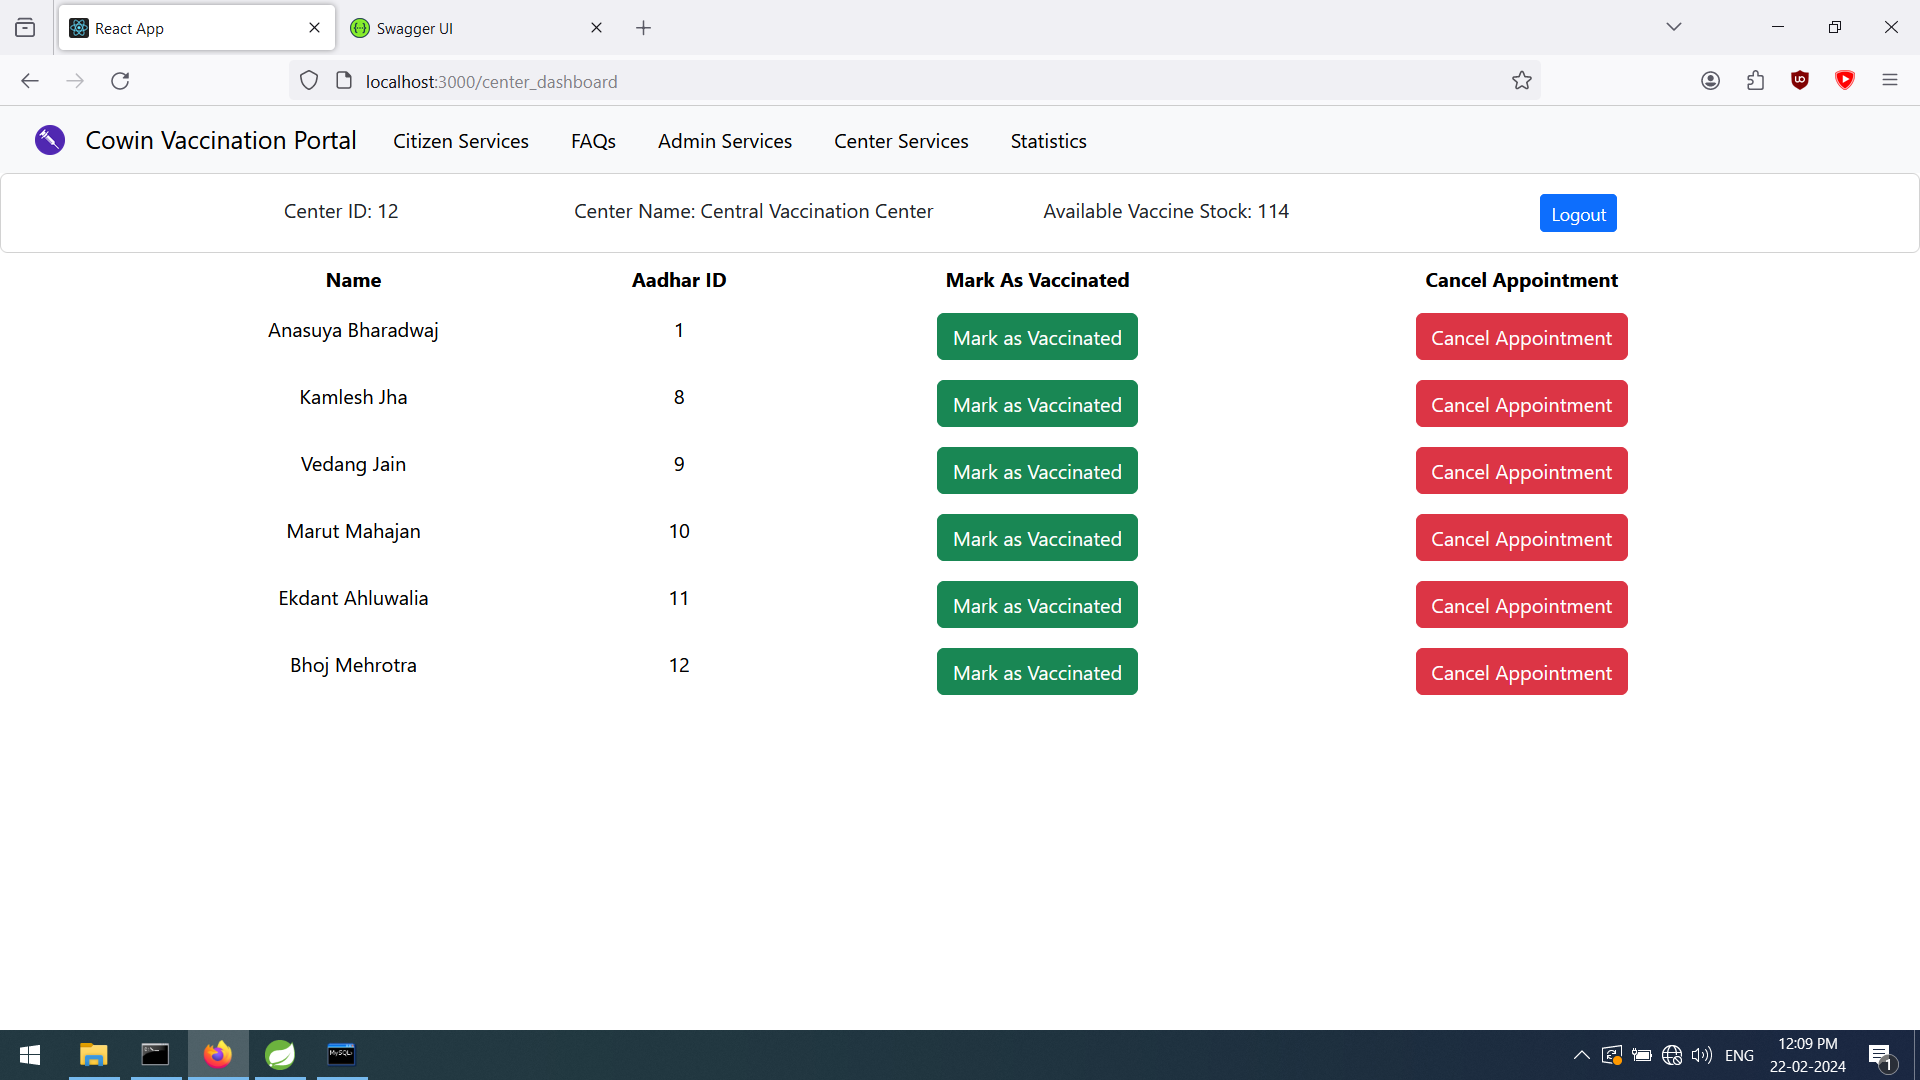 React App
Swagger UI
localhost:3000/center_dashboard
Cowin Vaccination Portal Citizen Services FAQs Admin Services Center Services Statistics
Center ID: 12 Center Name: Central Vaccination Center Available Vaccine Stock: 114 Logout
Name Aadhar ID Mark As Vaccinated Cancel Appointment
Anasuya Bharadwaj 1 Mark as Vaccinated Cancel Appointment
Kamlesh Jha 8 Mark as Vaccinated Cancel Appointment
Vedang Jain 9 Mark as Vaccinated Cancel Appointment
Marut Mahajan 10 Mark as Vaccinated Cancel Appointment
Ekdant Ahluwalia 11 Mark as Vaccinated Cancel Appointment
Bhoj Mehrotra 12 Mark as Vaccinated Cancel Appointment
ENG
12:09 PM
22-02-2024
1